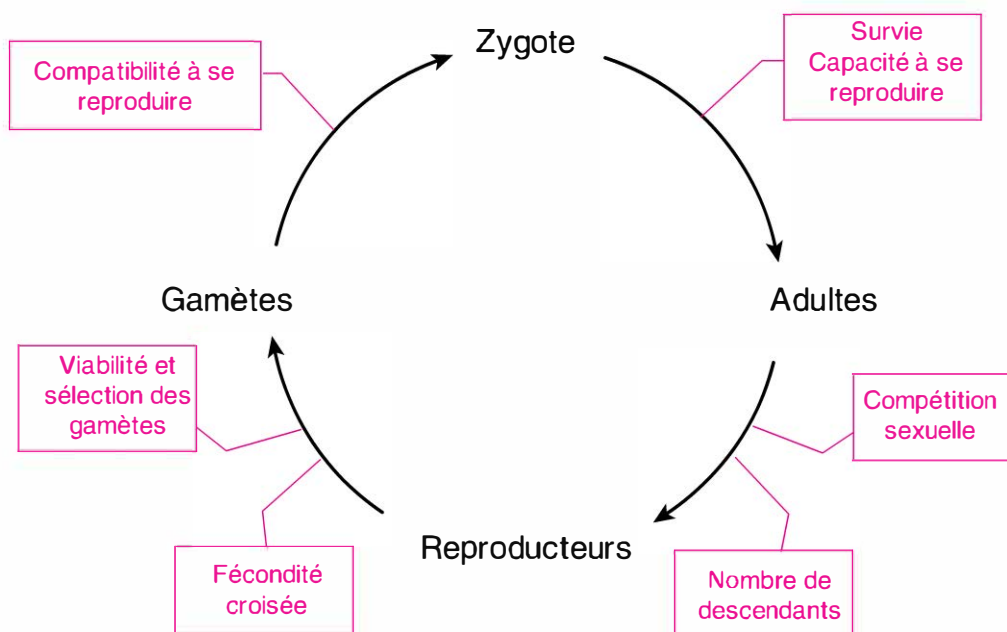 Zygote
Survie
Capacité à se
reproduire
Compatibilité à se
reproduire
Gamètes
Adultes
Viabilité et
sélection des
gamètes
Compétition
sexuelle
Reproducteurs
Fécondité
croisée
Nombre de
descendants